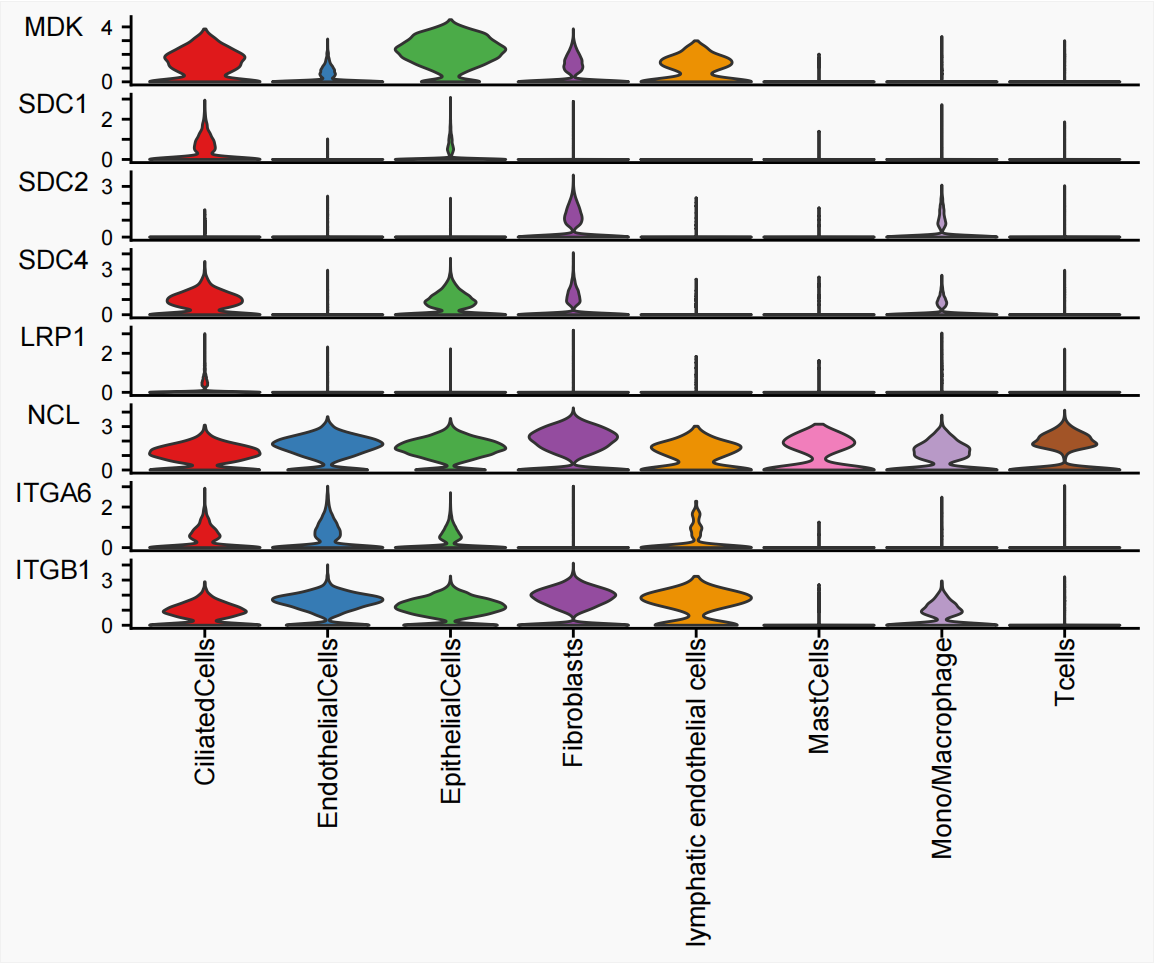 MDK 4
0
SDC1
2
0
SDC2
3
0
SDC4
3
0
LRP1
2
0
NCL
3
0
ITGA6
2
0
ITGB1
3
0
CiliatedCells
EndothelialCells
EpithelialCells
Fibroblasts
lymphatic endothelial cells
MastCells
Mono/Macrophage
Tcells